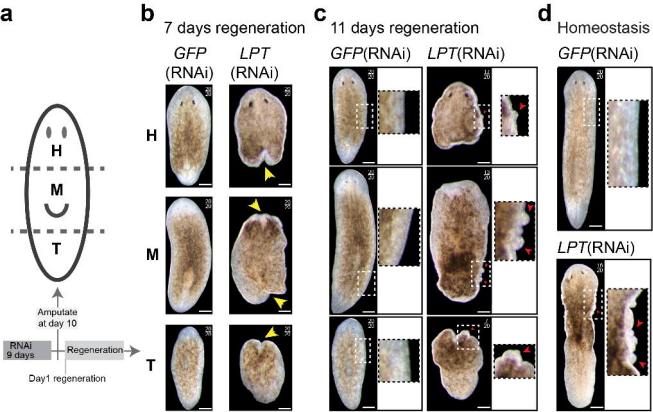 a
H
M
T
Amputate
at day 10
RNAi
9 days
Regeneration
Day1 regeneration
b 7 days regeneration
GFP
(RNAi)
LPT
(RNAi)
H
M
T
c 11 days regeneration
GFP(RNAi)
LPT(RNAi)
d Homeostasis
GFP(RNAi)
LPT(RNAi)